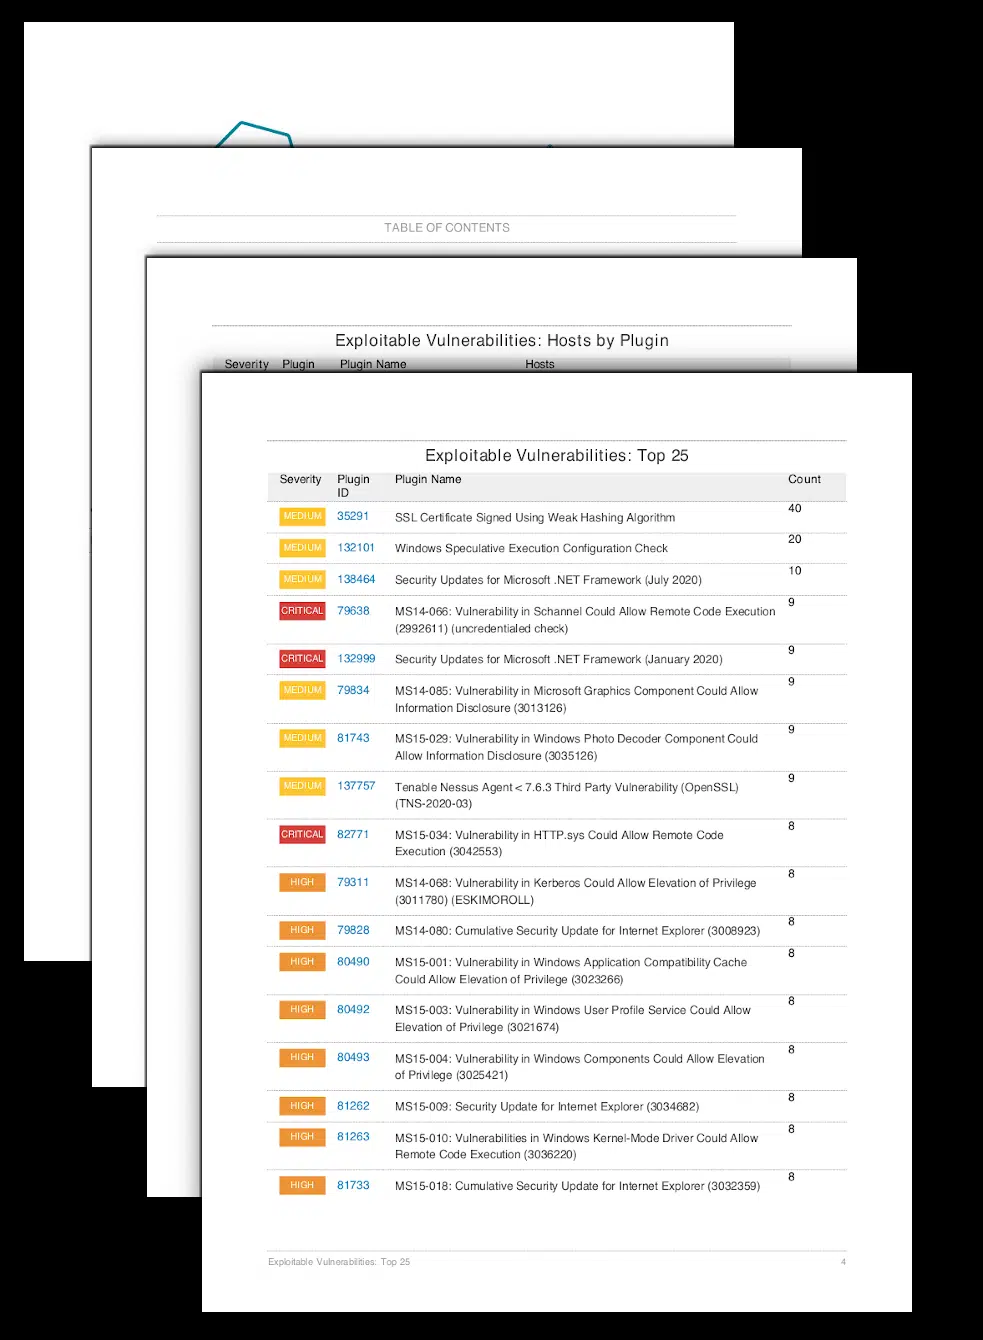 TABLE OF CONTENTS
Exploitable Vulnerabilities: Hosts by Plugin
Severity Plugin Plugin Name Hosts
Exploitable Vulnerabilities: Top 25
Severity Plugin Plugin Name Count
ID
MEDIUM 35291 SSL Certificate Signed Using Weak Hashing Algorithm 40
MEDIUM 132101 Windows Speculative Execution Configuration Check 20
MEDIUM 138464 Security Updates for Microsoft .NET Framework (July 2020) 10
CRITICAL 79638 MS14-066: Vulnerability in Schannel Could Allow Remote Code Execution 9
(2992611) (uncredentialed check)
CRITICAL 132999 Security Updates for Microsoft .NET Framework (January 2020) 9
MEDIUM 79834 MS14-085: Vulnerability in Microsoft Graphics Component Could Allow 9
Information Disclosure (3013126)
MEDIUM 81743 MS15-029: Vulnerability in Windows Photo Decoder Component Could 9
Allow Information Disclosure (3035126)
MEDIUM 137757 Tenable Nessus Agent < 7.6.3 Third Party Vulnerability (OpenSSL) 9
(TNS-2020-03)
CRITICAL 82771 MS15-034: Vulnerability in HTTP.sys Could Allow Remote Code 8
Execution (3042553)
HIGH 79311 MS14-068: Vulnerability in Kerberos Could Allow Elevation of Privilege 8
(3011780) (ESKIMOROLL)
HIGH 79828 MS14-080: Cumulative Security Update for Internet Explorer (3008923) 8
HIGH 80490 MS15-001: Vulnerability in Windows Application Compatibility Cache 8
Could Allow Elevation of Privilege (3023266)
HIGH 80492 MS15-003: Vulnerability in Windows User Profile Service Could Allow 8
Elevation of Privilege (3021674)
HIGH 80493 MS15-004: Vulnerability in Windows Components Could Allow Elevation 8
of Privilege (3025421)
HIGH 81262 MS15-009: Security Update for Internet Explorer (3034682) 8
HIGH 81263 MS15-010: Vulnerabilities in Windows Kernel-Mode Driver Could Allow 8
Remote Code Execution (3036220)
HIGH 81733 MS15-018: Cumulative Security Update for Internet Explorer (3032359) 8
Exploitable Vulnerabilities: Top 25 4